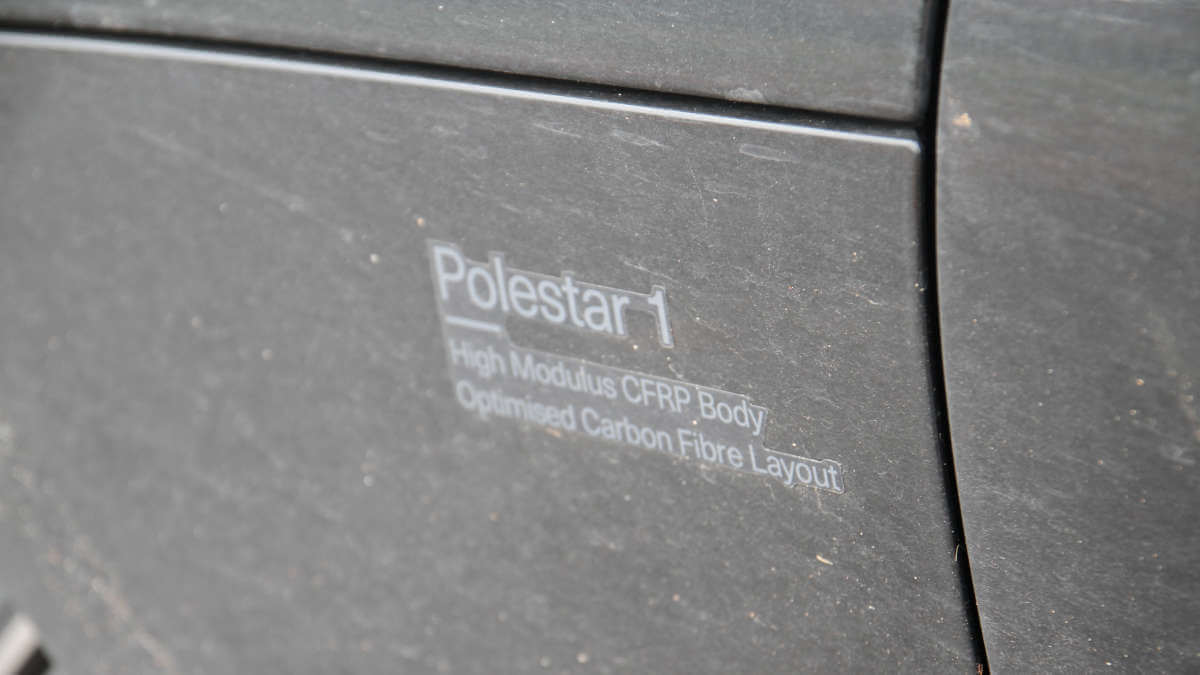 Polestar 1
High Modulus CFRP Body
Optimised Carbon Fibre Layout